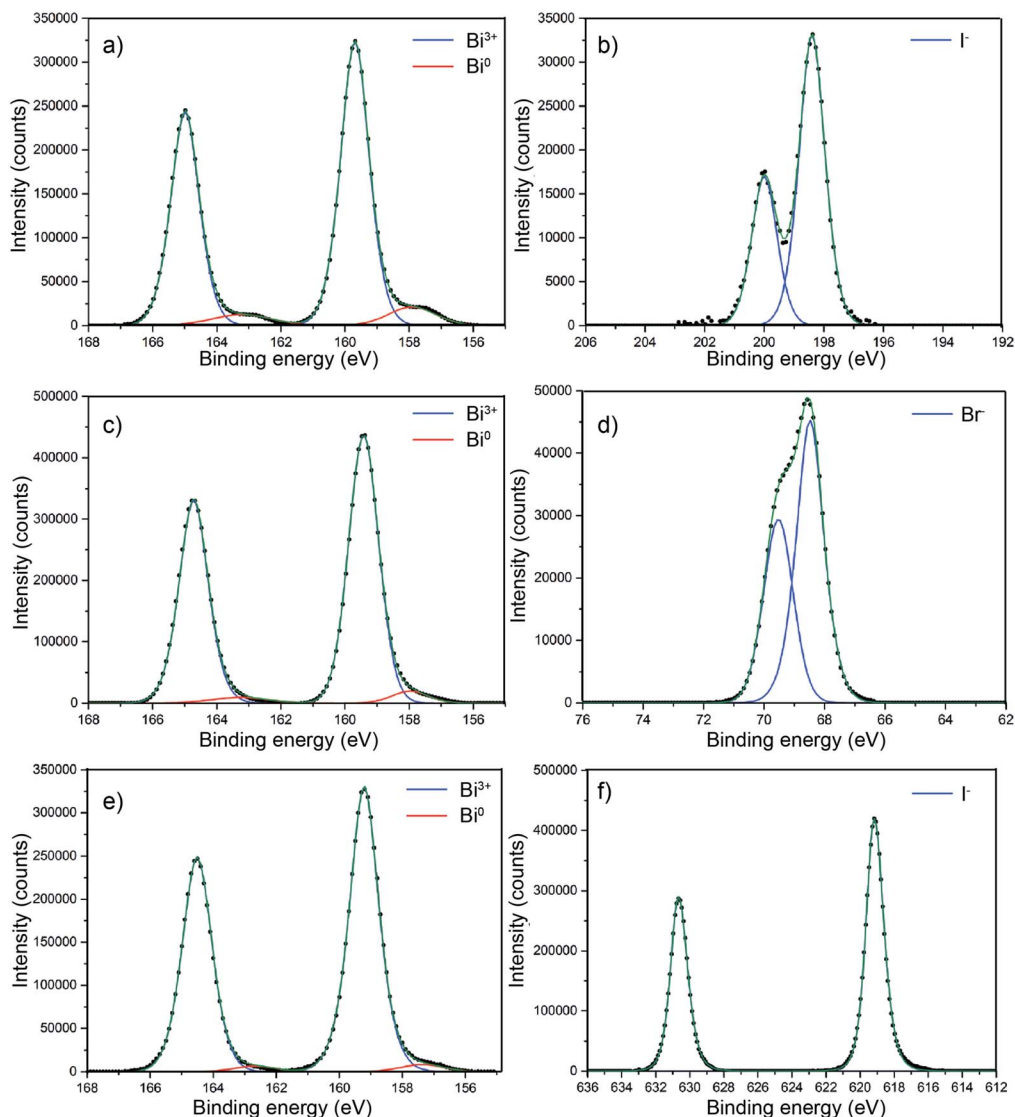 a)
Bi³⁺
Bi⁰
Intensity (counts)
350000
300000
250000
200000
150000
100000
50000
0
168 166 164 162 160 158 156
Binding energy (eV)
b)
I⁻
Intensity (counts)
35000
30000
25000
20000
15000
10000
5000
0
206 204 202 200 198 196 194 192
Binding energy (eV)
c)
Bi³⁺
Bi⁰
Intensity (counts)
500000
400000
300000
200000
100000
0
168 166 164 162 160 158 156
Binding energy (eV)
d)
Br⁻
Intensity (counts)
50000
40000
30000
20000
10000
0
76 74 72 70 68 66 64 62
Binding energy (eV)
e)
Bi³⁺
Bi⁰
Intensity (counts)
350000
300000
250000
200000
150000
100000
50000
0
168 166 164 162 160 158 156
Binding energy (eV)
f)
I⁻
Intensity (counts)
500000
400000
300000
200000
100000
0
636 634 632 630 628 626 624 622 620 618 616 614 612
Binding energy (eV)